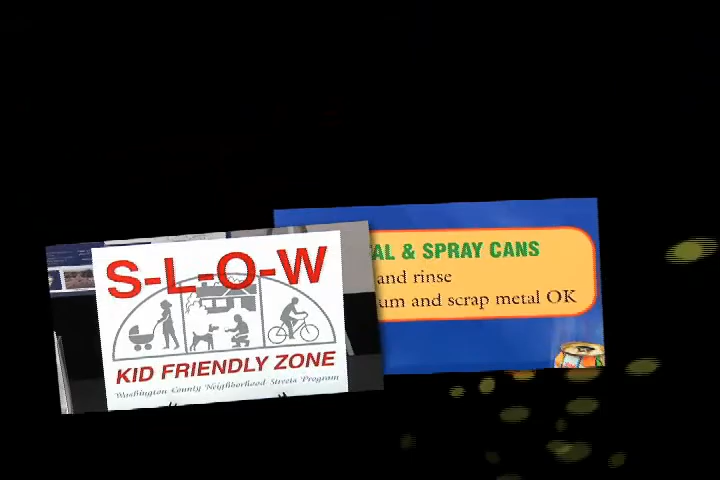 S-L-O-W
KID FRIENDLY ZONE
Washington County Neighborhood Streets Program
AL & SPRAY CANS
and rinse
um and scrap metal OK